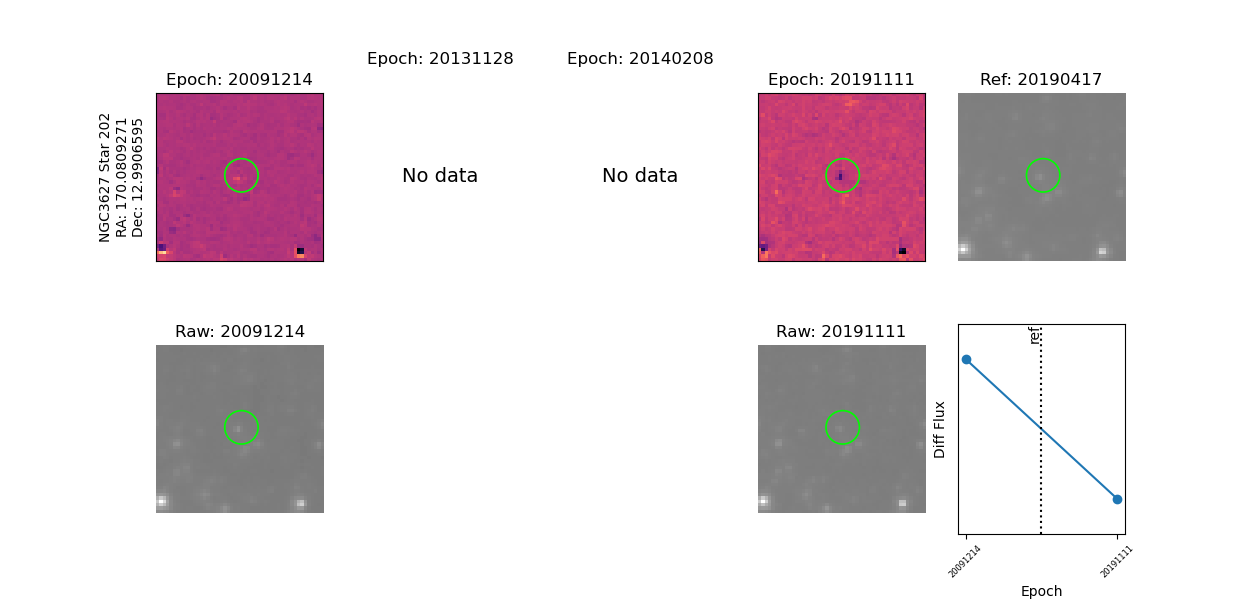 Epoch: 20131128
Epoch: 20140208
Epoch: 20091214
Epoch: 20191111
Ref: 20190417
NGC3627 Star 202
RA: 170.0809271
Dec: 12.9906595
No data
No data
Raw: 20091214
Raw: 20191111
ref
Diff Flux
20091214
20191111
Epoch